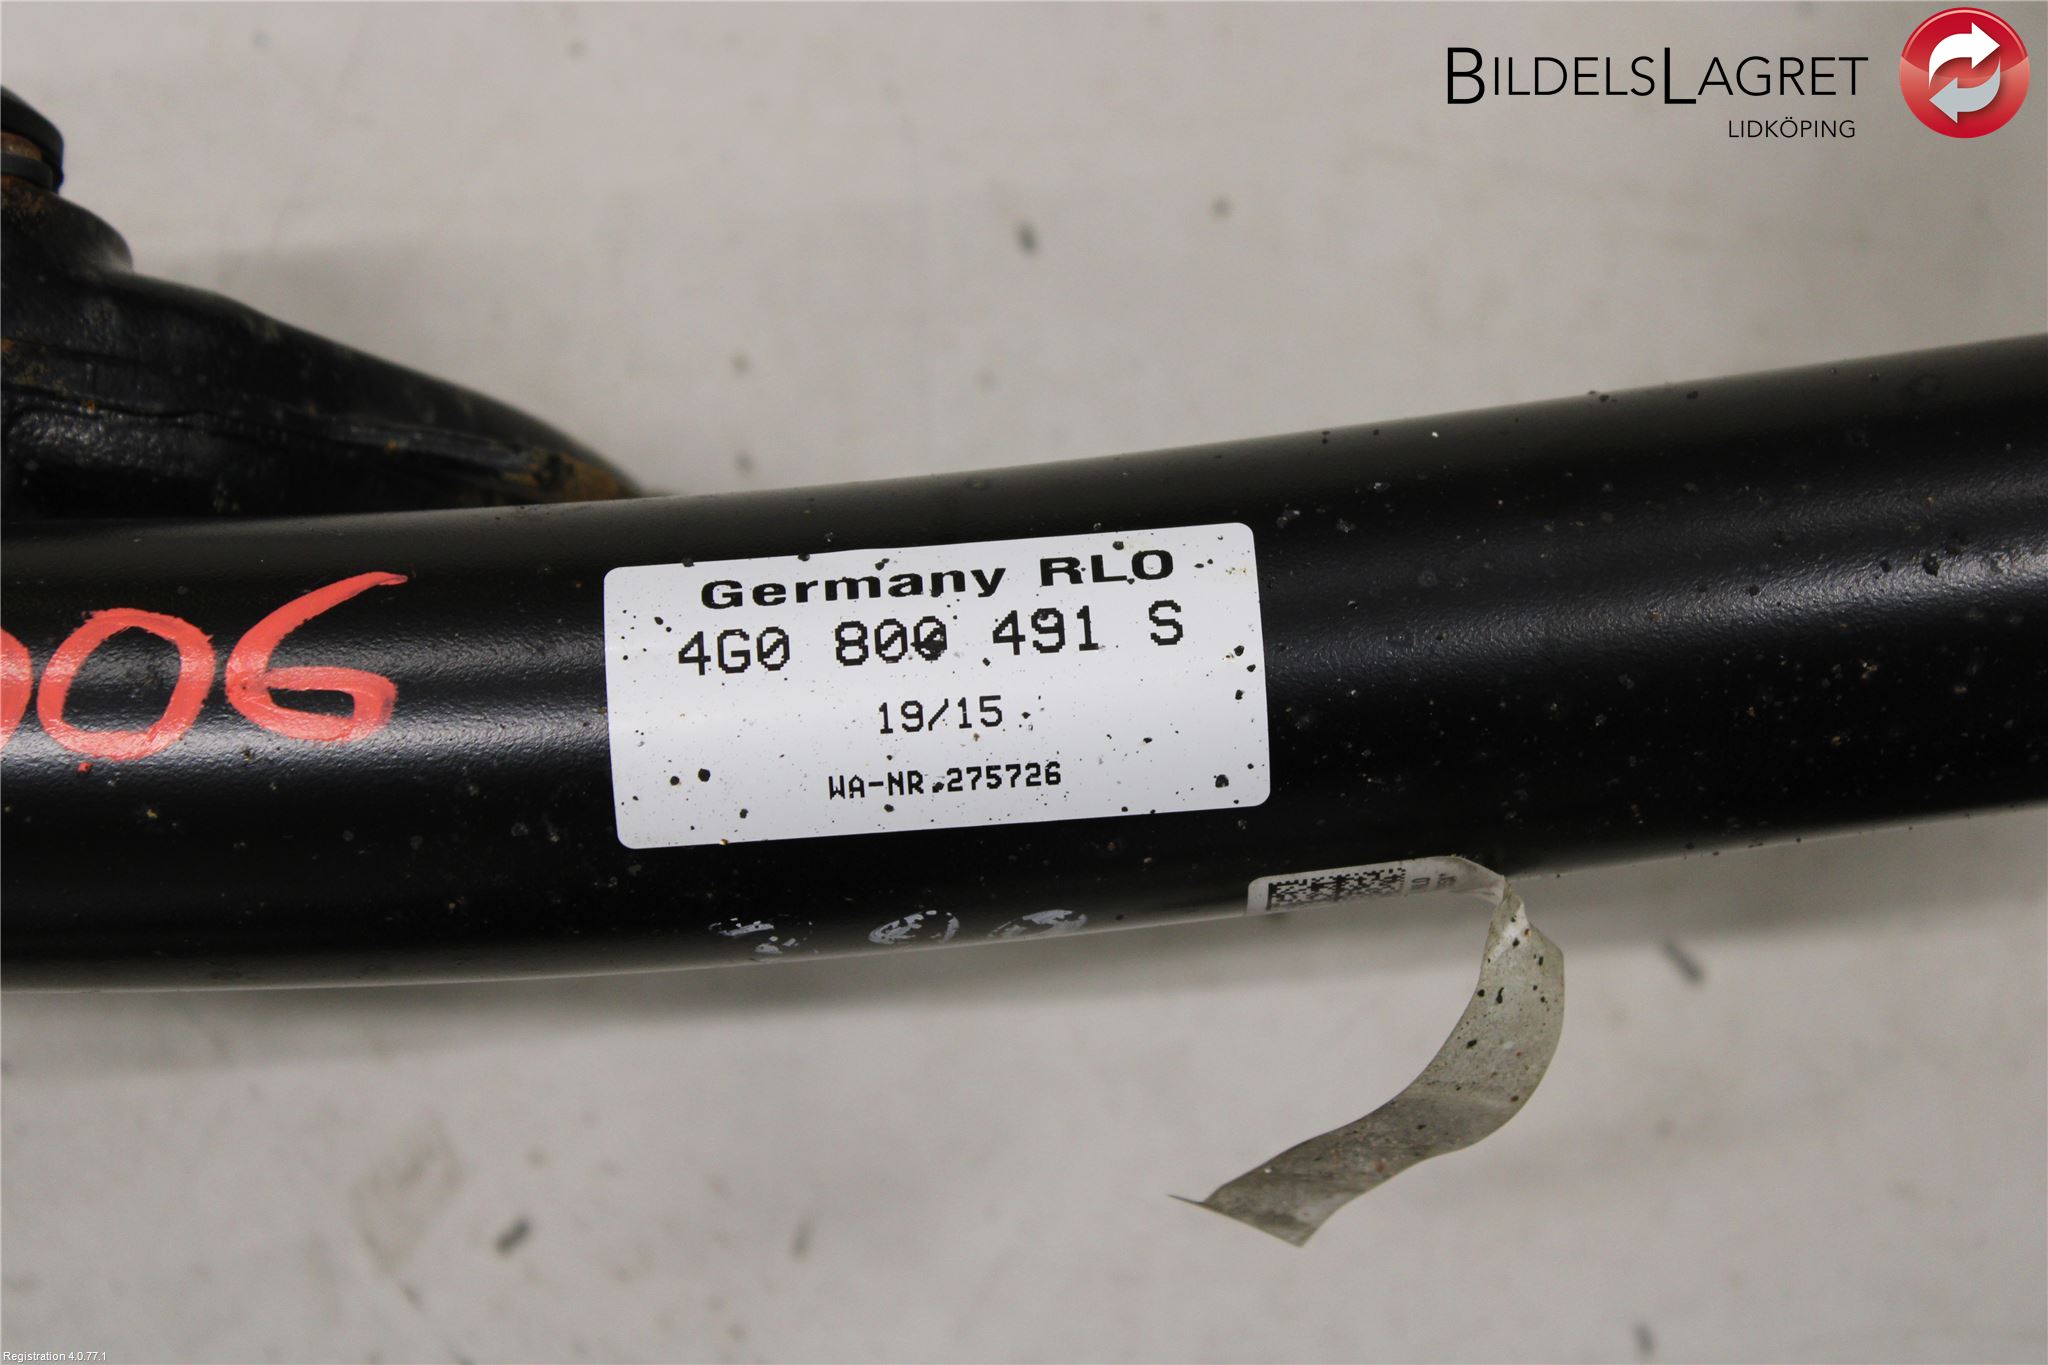 BILDELSLAGRET
LIDKÖPING
Germany RLO
4G0 800 491 S
19/15
WA-NR.275726
06
Registration 4.0.77.1